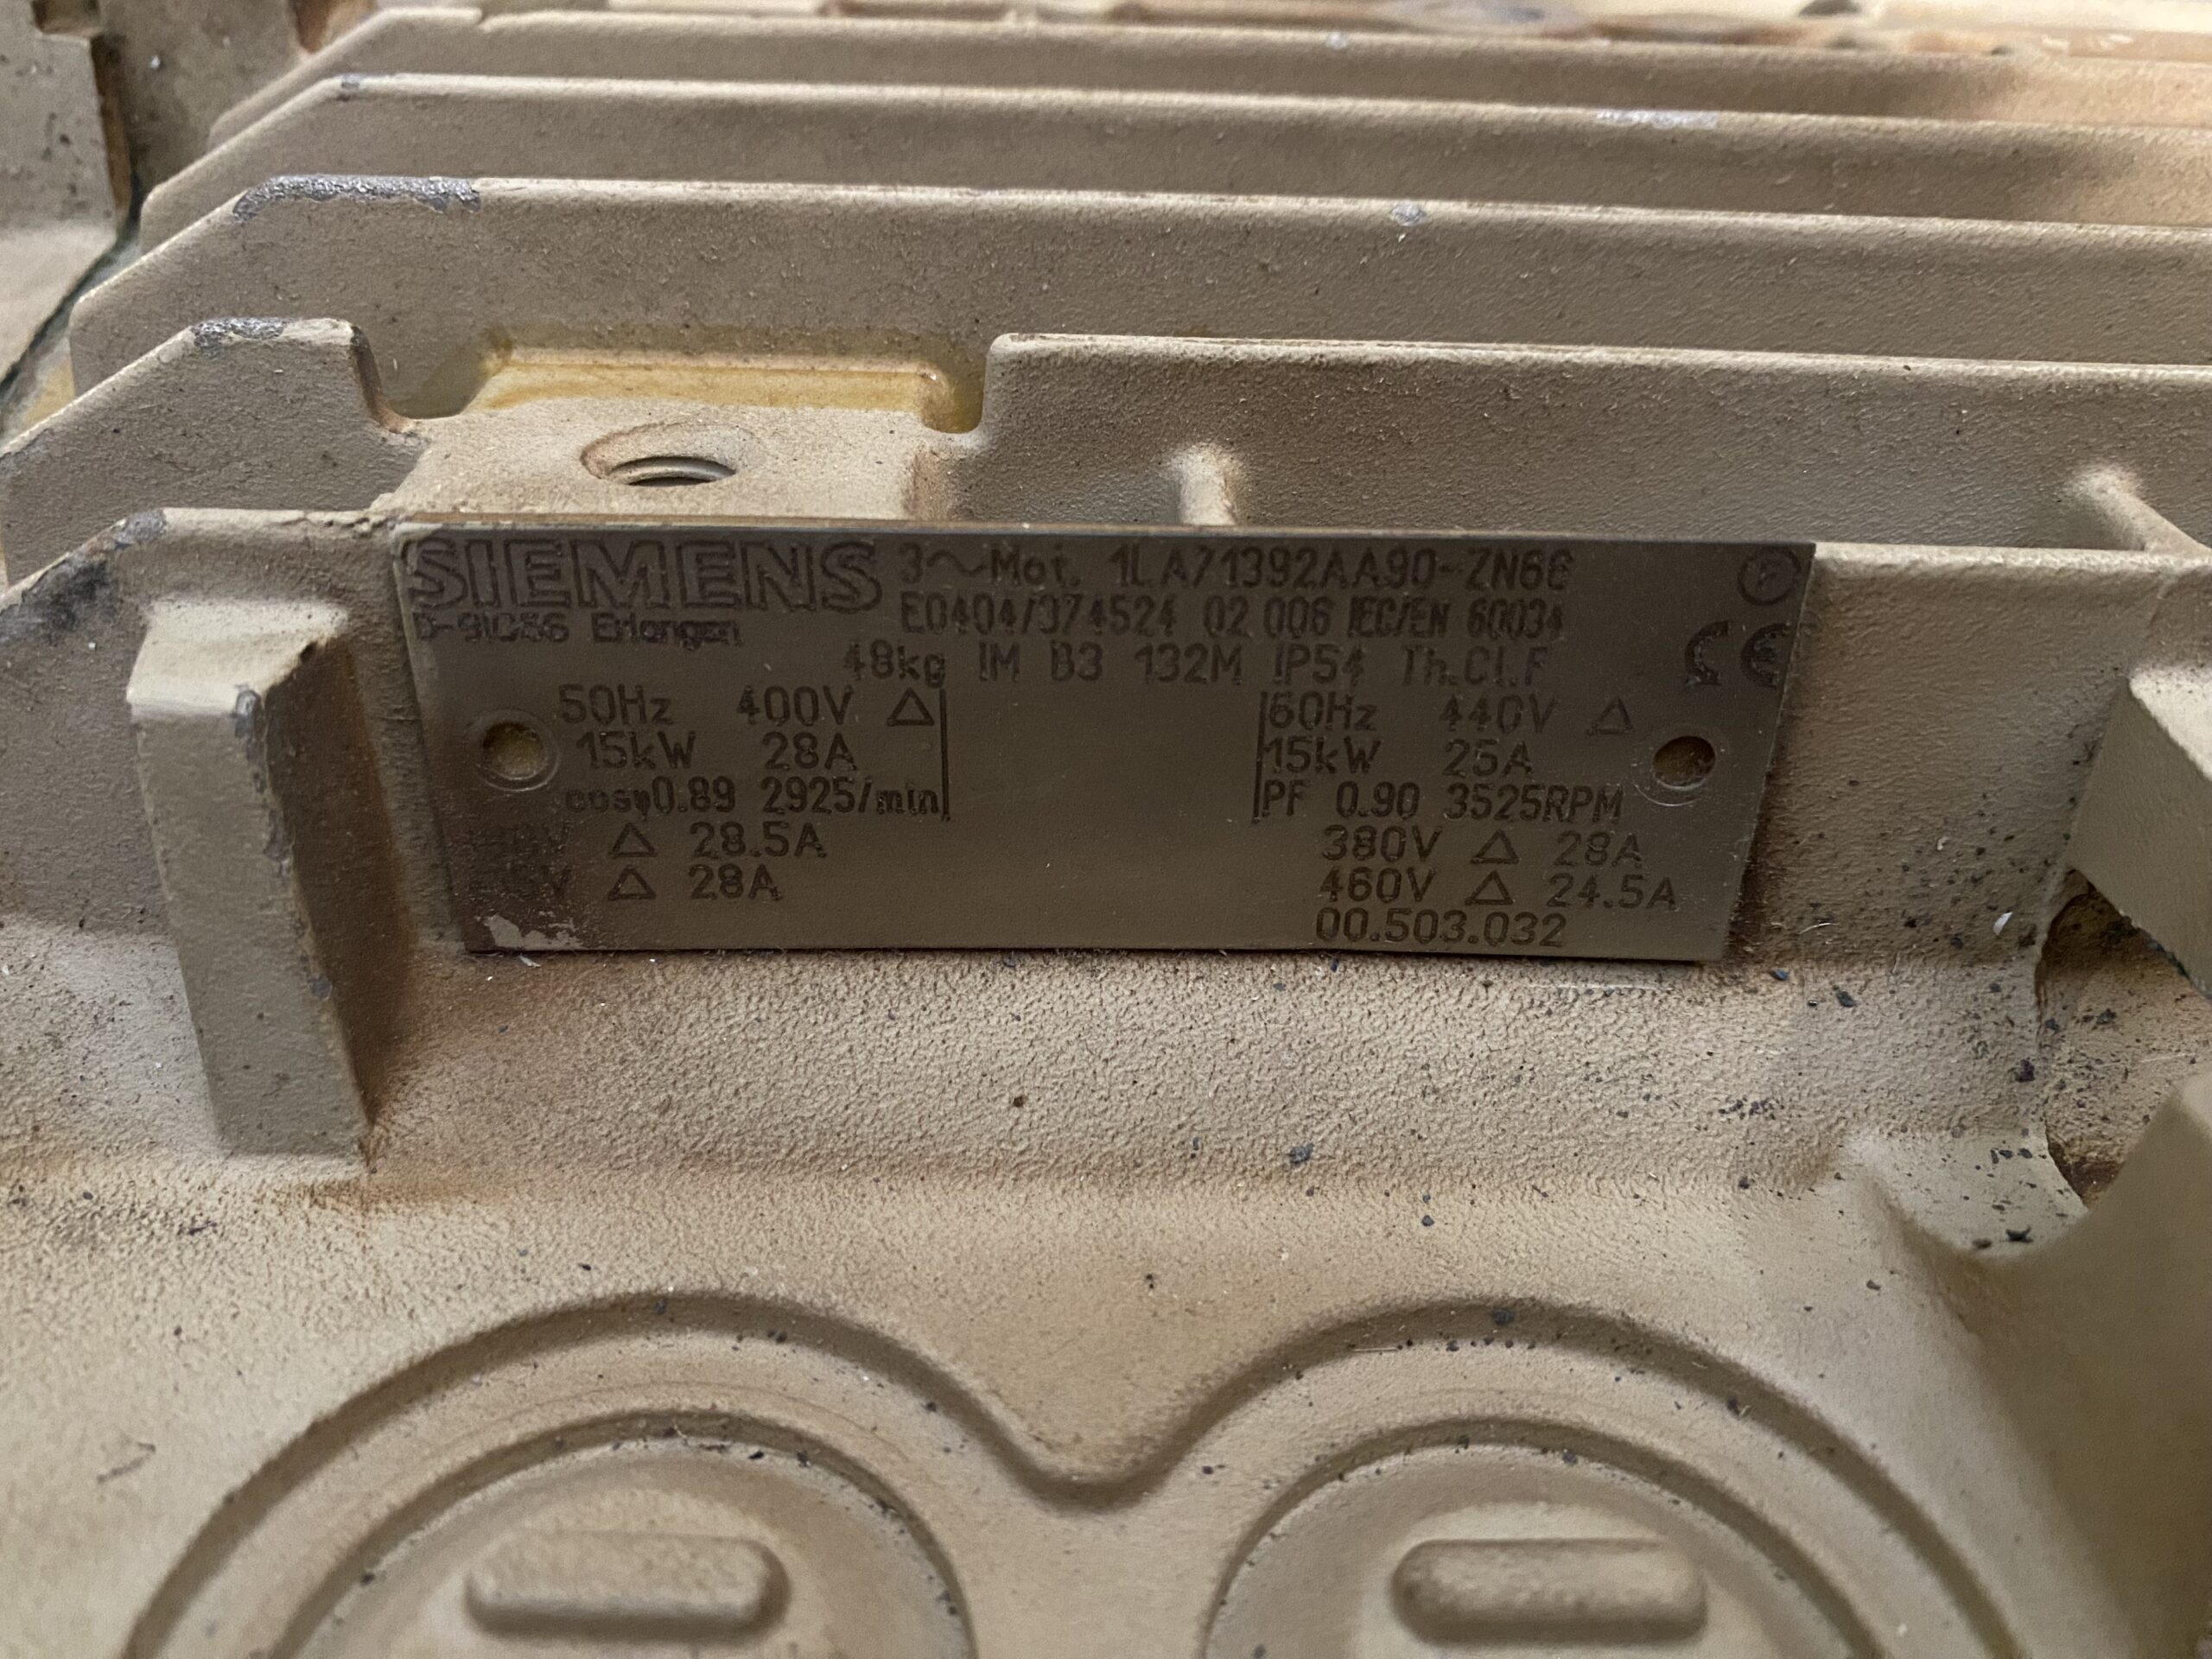 SIEMENS 3~Mot. 1LA71392AA90-ZN66
D-91056 Erlangen E0404/374524 02 006 IEC/EN 60034
48kg IM B3 132M IP54 Th.Cl.F CE
50Hz 400V △ 60Hz 440V △
15kW 28A 15kW 25A
cosφ0.89 2925/min PF 0.90 3525RPM
△ 28.5A 380V △ 28A
△ 28A 460V △ 24.5A
00.503.032